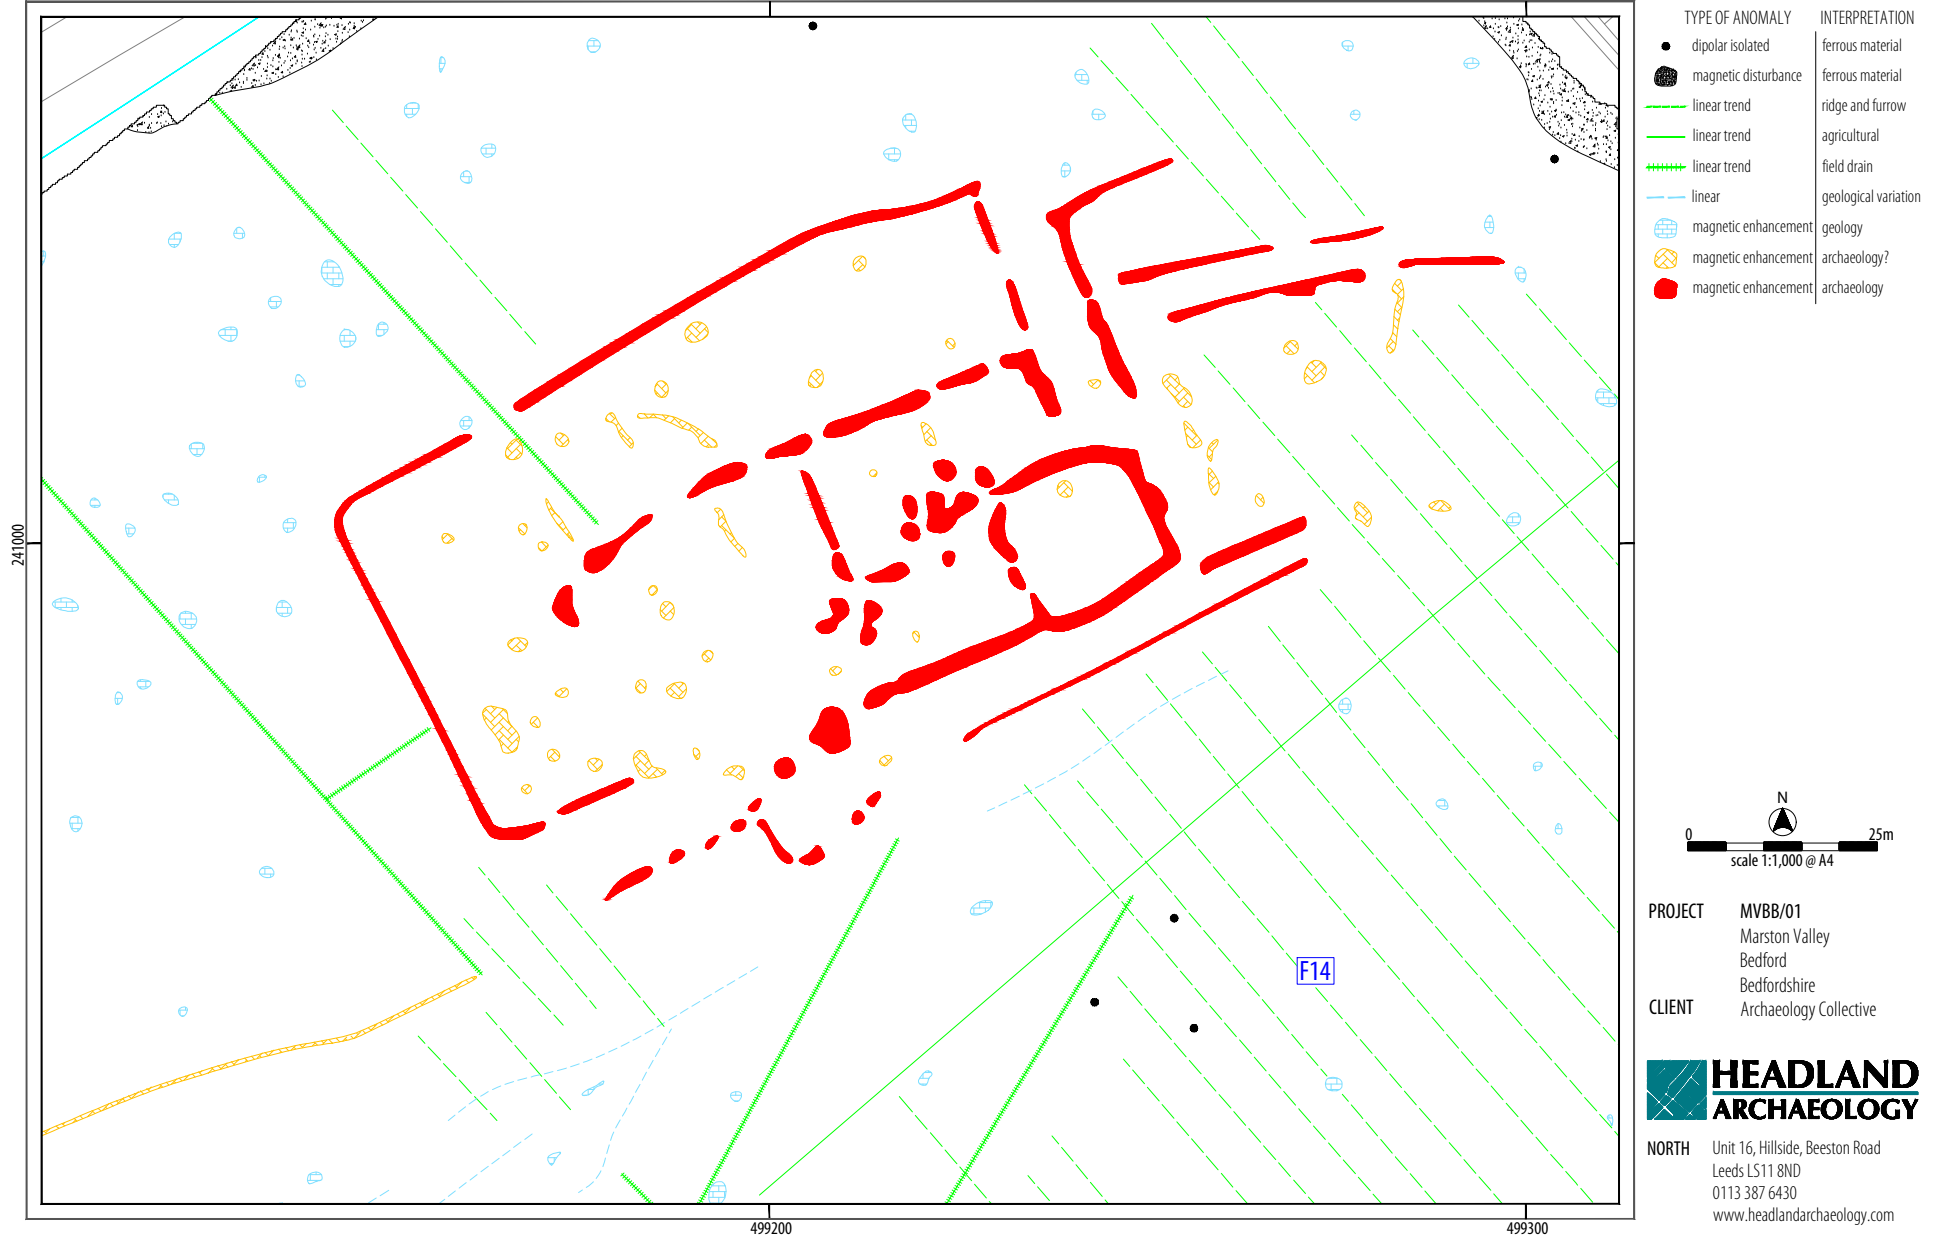 TYPE OF ANOMALY INTERPRETATION
dipolar isolated ferrous material
magnetic disturbance ferrous material
linear trend ridge and furrow
linear trend agricultural
linear trend field drain
linear geological variation
magnetic enhancement geology
magnetic enhancement archaeology?
magnetic enhancement archaeology
241000
N
0 25m
scale 1:1,000 @ A4
PROJECT MVBB/01
Marston Valley
Bedford
Bedfordshire
CLIENT Archaeology Collective
F14
HEADLAND
ARCHAEOLOGY
NORTH Unit 16, Hillside, Beeston Road
Leeds LS11 8ND
0113 387 6430
www.headlandarchaeology.com
499200 499300